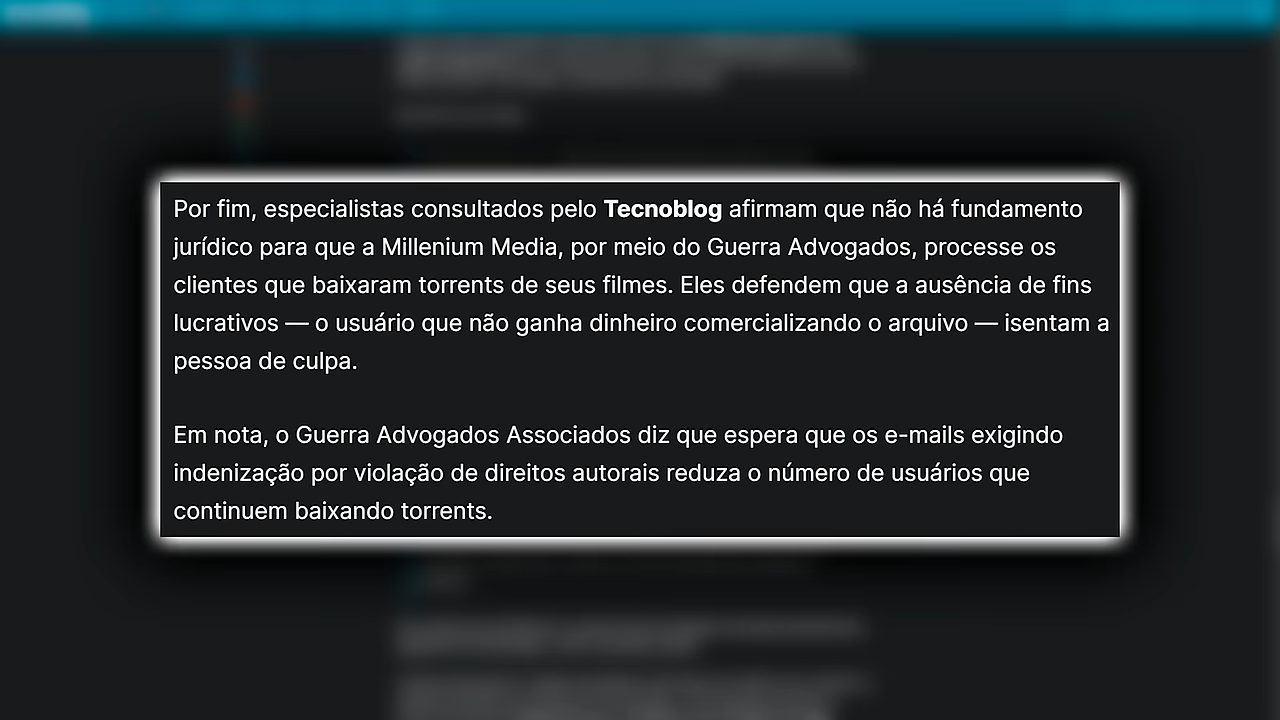 Por fim, especialistas consultados pelo Tecnoblog afirmam que não há fundamento
jurídico para que a Millenium Media, por meio do Guerra Advogados, processe os
clientes que baixaram torrents de seus filmes. Eles defendem que a ausência de fins
lucrativos — o usuário que não ganha dinheiro comercializando o arquivo — isentam a
pessoa de culpa.
Em nota, o Guerra Advogados Associados diz que espera que os e-mails exigindo
indenização por violação de direitos autorais reduza o número de usuários que
continuem baixando torrents.